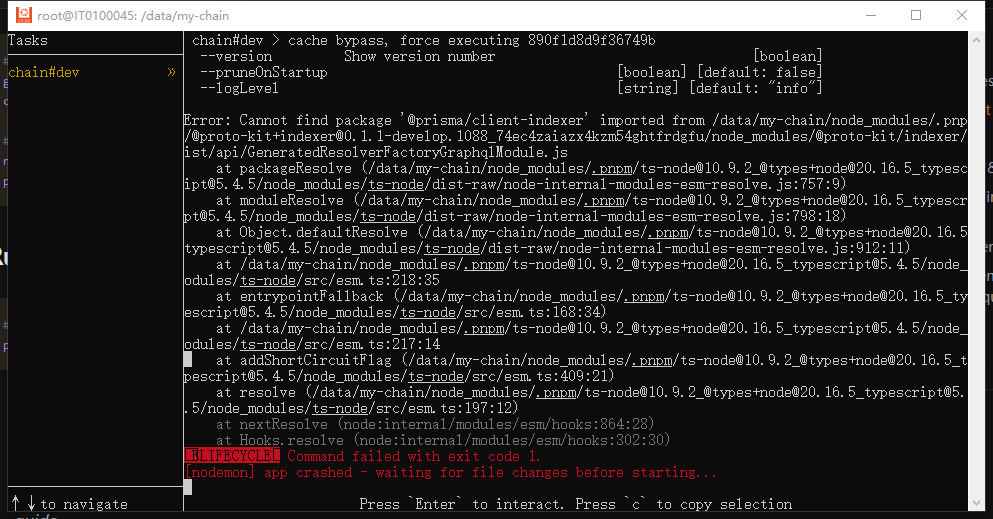 root@IT0100045: /data/my-chain
Tasks
chain#dev »
↑ ↓to navigate
chain#dev > cache bypass, force executing 890f1d8d9f36749b
--version Show version number [boolean]
--pruneOnStartup [boolean] [default: false]
--logLevel [string] [default: "info"]
Error: Cannot find package '@prisma/client-indexer' imported from /data/my-chain/node_modules/.pnp
/@proto-kit+indexer@0.1.1-develop.1088_74ec4zaiazx4kzm54ghtfrdgfu/node_modules/@proto-kit/indexer/
ist/api/GeneratedResolverFactoryGraphqlModule.js
at packageResolve (/data/my-chain/node_modules/.pnpm/ts-node@10.9.2_@types+node@20.16.5_typesc
ipt@5.4.5/node_modules/ts-node/dist-raw/node-internal-modules-esm-resolve.js:757:9)
at moduleResolve (/data/my-chain/node_modules/.pnpm/ts-node@10.9.2_@types+node@20.16.5_typescr
pt@5.4.5/node_modules/ts-node/dist-raw/node-internal-modules-esm-resolve.js:798:18)
at Object.defaultResolve (/data/my-chain/node_modules/.pnpm/ts-node@10.9.2_@types+node@20.16.5
typescript@5.4.5/node_modules/ts-node/dist-raw/node-internal-modules-esm-resolve.js:912:11)
at /data/my-chain/node_modules/.pnpm/ts-node@10.9.2_@types+node@20.16.5_typescript@5.4.5/node_
odules/ts-node/src/esm.ts:218:35
at entrypointFallback (/data/my-chain/node_modules/.pnpm/ts-node@10.9.2_@types+node@20.16.5_ty
escript@5.4.5/node_modules/ts-node/src/esm.ts:168:34)
at /data/my-chain/node_modules/.pnpm/ts-node@10.9.2_@types+node@20.16.5_typescript@5.4.5/node_
odules/ts-node/src/esm.ts:217:14
at addShortCircuitFlag (/data/my-chain/node_modules/.pnpm/ts-node@10.9.2_@types+node@20.16.5_t
pescript@5.4.5/node_modules/ts-node/src/esm.ts:409:21)
at resolve (/data/my-chain/node_modules/.pnpm/ts-node@10.9.2_@types+node@20.16.5_typescript@5.
.5/node_modules/ts-node/src/esm.ts:197:12)
at nextResolve (node:internal/modules/esm/hooks:864:28)
at Hooks.resolve (node:internal/modules/esm/hooks:302:30)
ELIFECYCLE Command failed with exit code 1.
[nodemon] app crashed - waiting for file changes before starting...
Press `Enter` to interact. Press `c` to copy selection